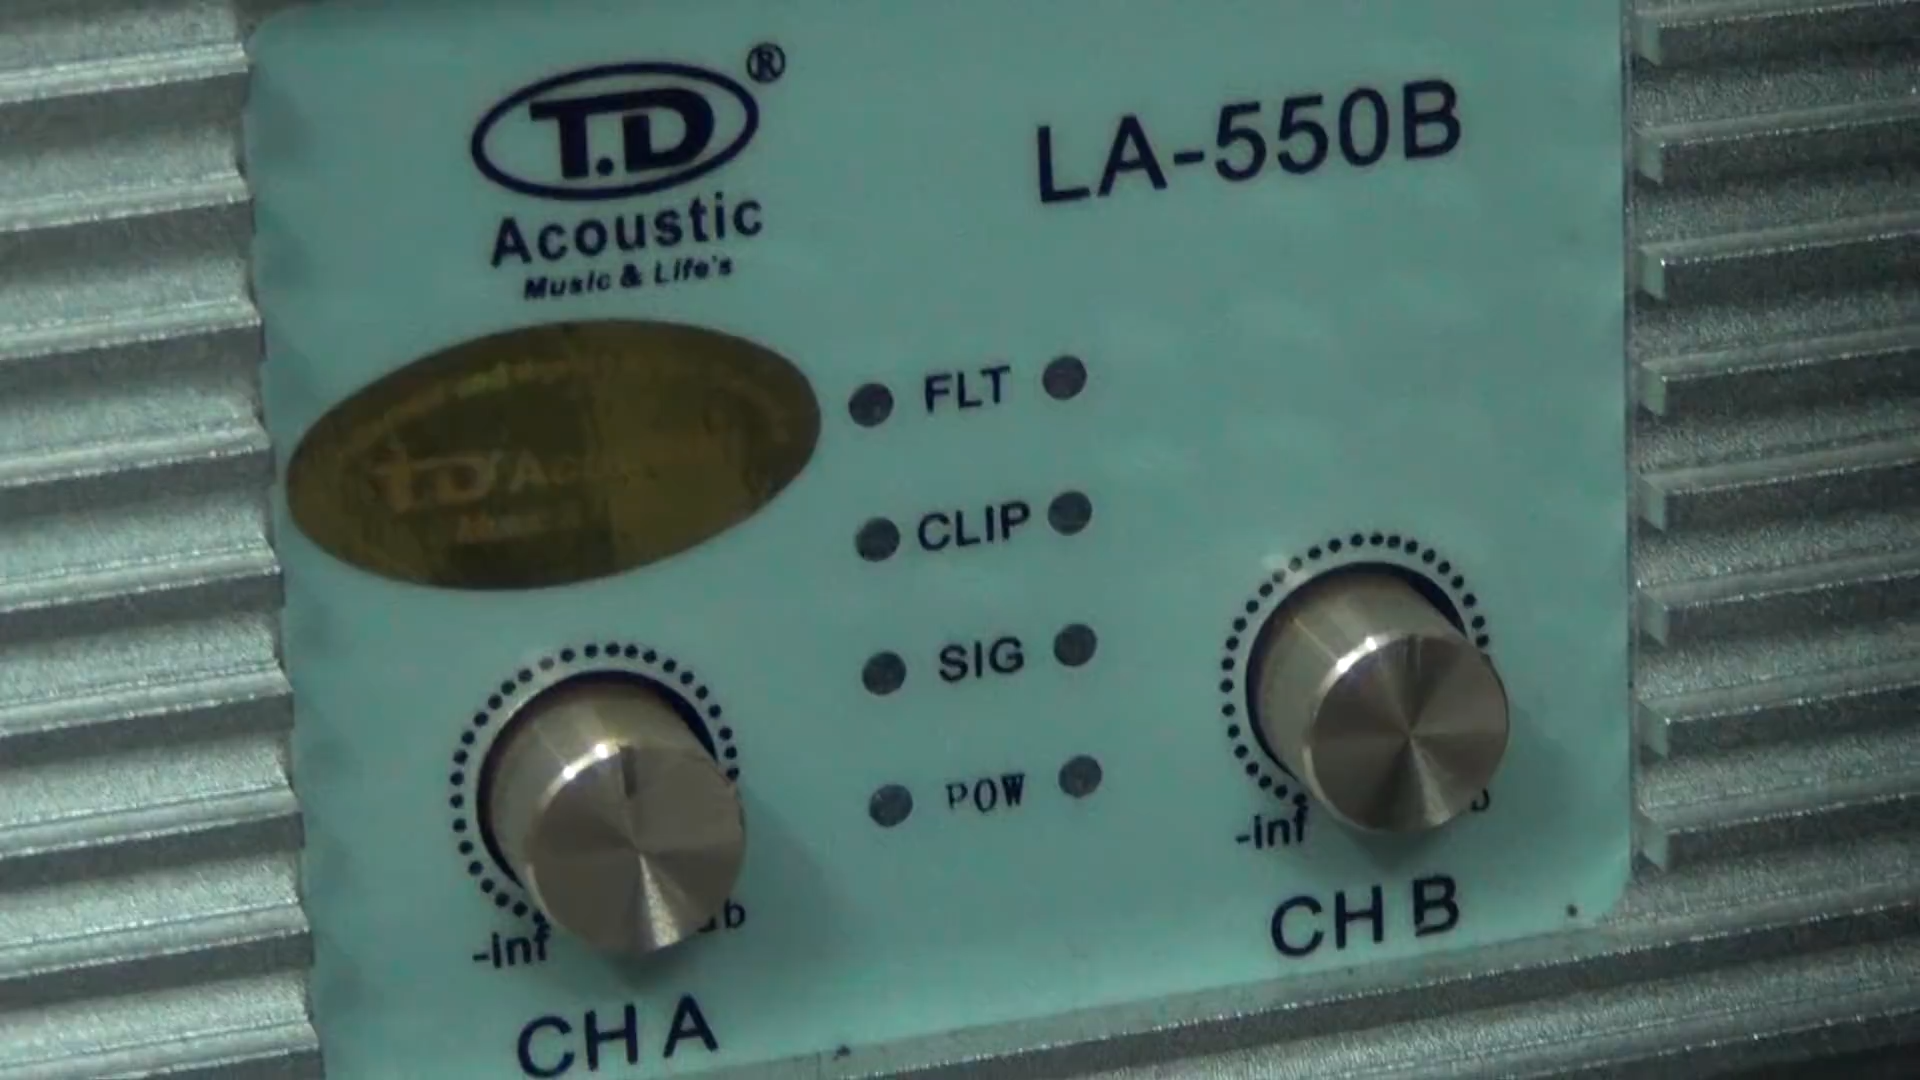 T.D ®
Acoustic
Music & Life's
LA-550B
T.D
FLT
CLIP
SIG
POW
-inf
CH A
-inf
CH B